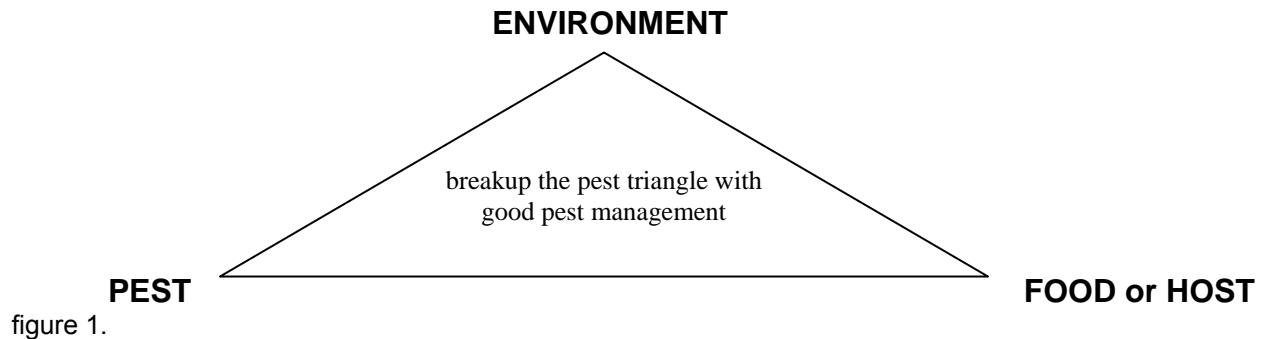 ENVIRONMENT
breakup the pest triangle with
good pest management
PEST
FOOD or HOST
figure 1.